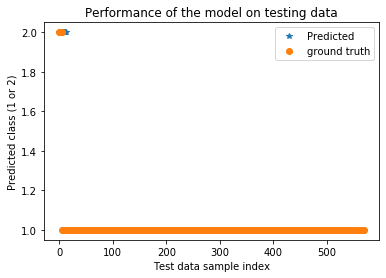 Performance of the model on testing data
2.0
1.8
1.6
1.4
1.2
1.0
Predicted class (1 or 2)
Predicted
ground truth
0 100 200 300 400 500
Test data sample index